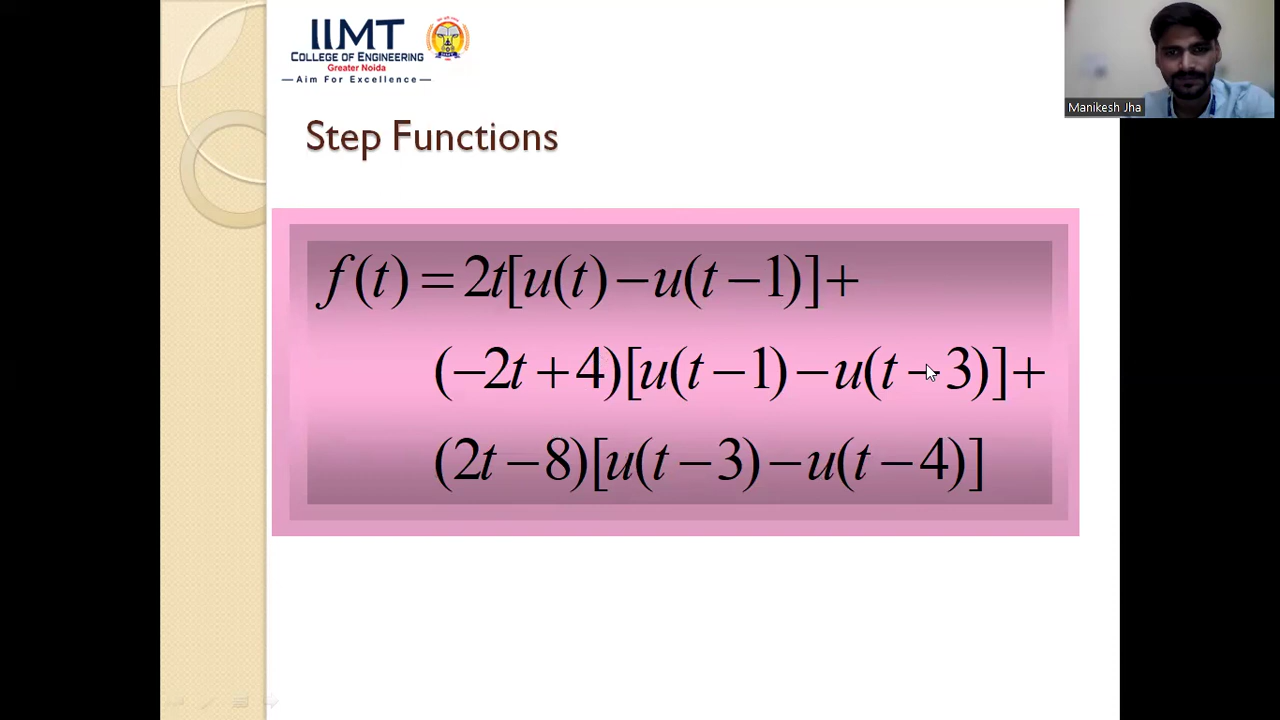 IIMT
COLLEGE OF ENGINEERING
Greater Noida
—Aim For Excellence—
Manikesh Jha
Step Functions
f(t) = 2t[u(t) − u(t − 1)] +
(−2t + 4)[u(t − 1) − u(t − 3)] +
(2t − 8)[u(t − 3) − u(t − 4)]